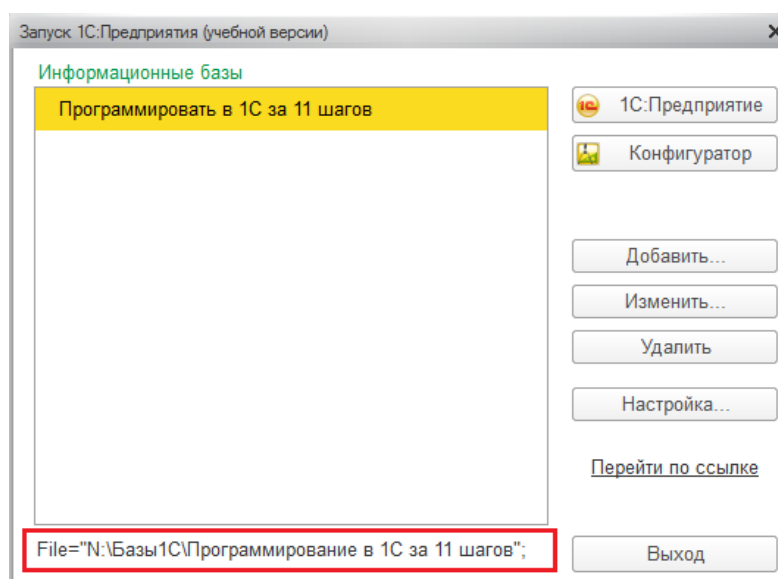 Запуск 1С:Предприятия (учебной версии)
Информационные базы
Программировать в 1С за 11 шагов
1С:Предприятие
Конфигуратор
Добавить...
Изменить...
Удалить
Настройка...
Перейти по ссылке
File="N:\Базы1С\Программирование в 1С за 11 шагов";
Выход